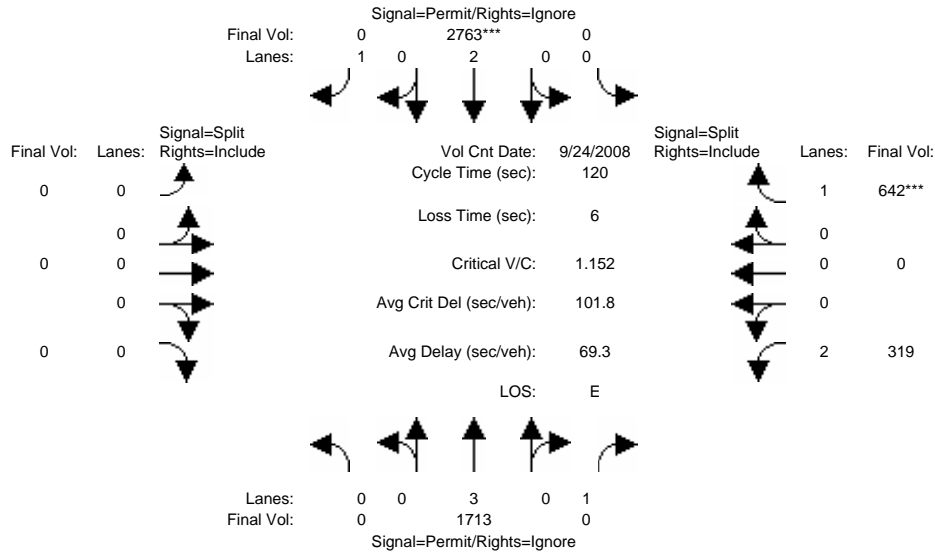 Signal=Permit/Rights=Ignore
Final Vol: 0 2763*** 0
Lanes: 1 0 2 0 0
Signal=Split Signal=Split
Final Vol: Lanes: Rights=Include Vol Cnt Date: 9/24/2008 Rights=Include Lanes: Final Vol:
Cycle Time (sec): 120
0 0 1 642***
Loss Time (sec): 6
0 0
0 0 Critical V/C: 1.152 0 0
0 Avg Crit Del (sec/veh): 101.8 0
0 0 Avg Delay (sec/veh): 69.3 2 319
LOS: E
Lanes: 0 0 3 0 1
Final Vol: 0 1713 0
Signal=Permit/Rights=Ignore